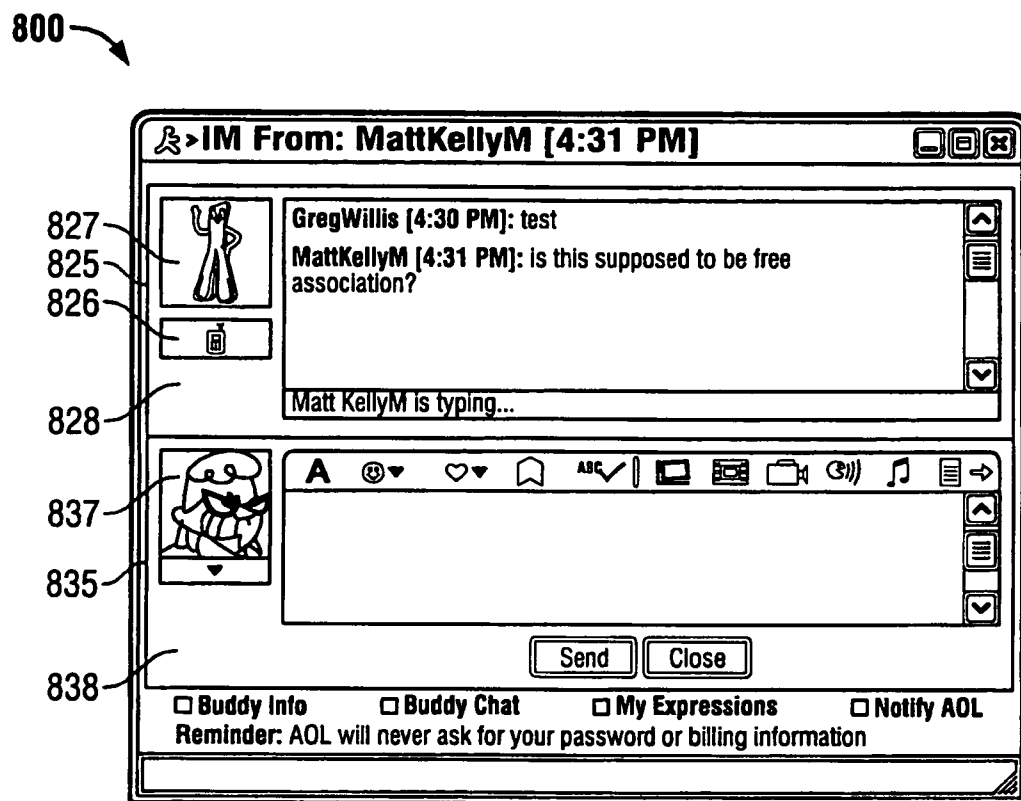 800
>IM From: MattKellyM [4:31 PM]
827
825
826
828
GregWillis [4:30 PM]: test
MattKellyM [4:31 PM]: is this supposed to be free
association?
Matt KellyM is typing...
837
835
838
A
ABC
Send Close
Buddy Info Buddy Chat My Expressions Notify AOL
Reminder: AOL will never ask for your password or billing information